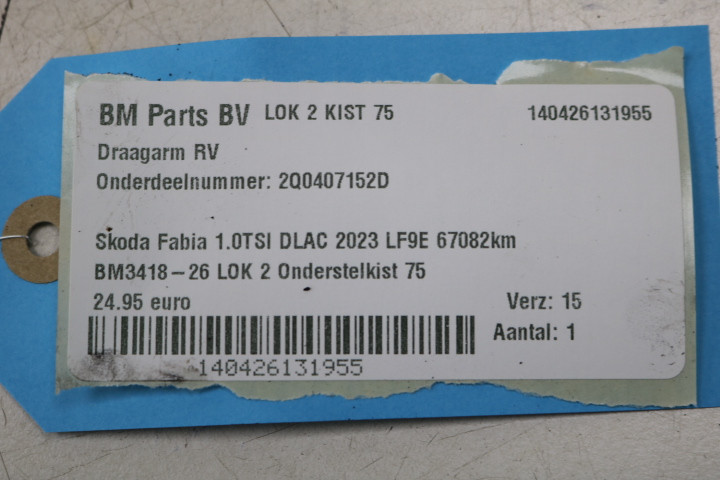 BM Parts BV LOK 2 KIST 75 140426131955
Draagarm RV
Onderdeelnummer: 2Q0407152D
Skoda Fabia 1.0TSI DLAC 2023 LF9E 67082km
BM3418-26 LOK 2 Onderstelkist 75
24.95 euro Verz: 15
Aantal: 1
140426131955